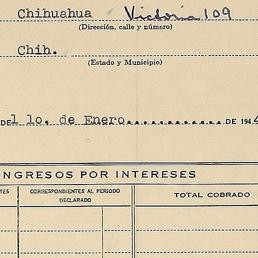 Chihuahua Victoria 109
(Dirección, calle y número)
Chih.
(Estado y Municipio)
DEl 1o. de Enero.............. DE 194
NGRESOS POR INTERESES
CORRESPONDIENTES AL PERIODO DECLARADO
TOTAL COBRADO